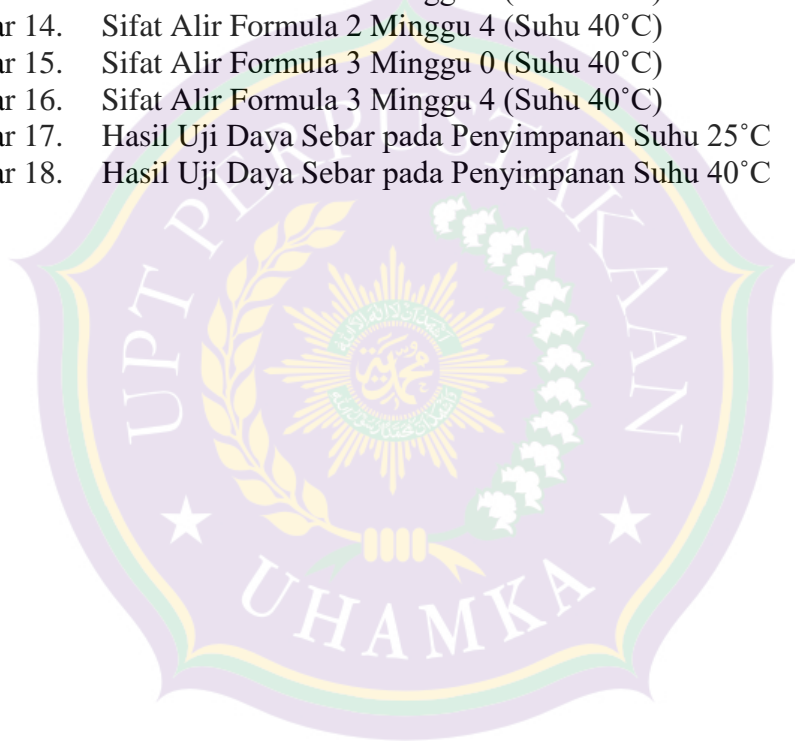 ar 14. Sifat Alir Formula 2 Minggu 4 (Suhu 40˚C)
ar 15. Sifat Alir Formula 3 Minggu 0 (Suhu 40˚C)
ar 16. Sifat Alir Formula 3 Minggu 4 (Suhu 40˚C)
ar 17. Hasil Uji Daya Sebar pada Penyimpanan Suhu 25˚C
ar 18. Hasil Uji Daya Sebar pada Penyimpanan Suhu 40˚C
UPT PERPUSTAKAAN
UHAMKA